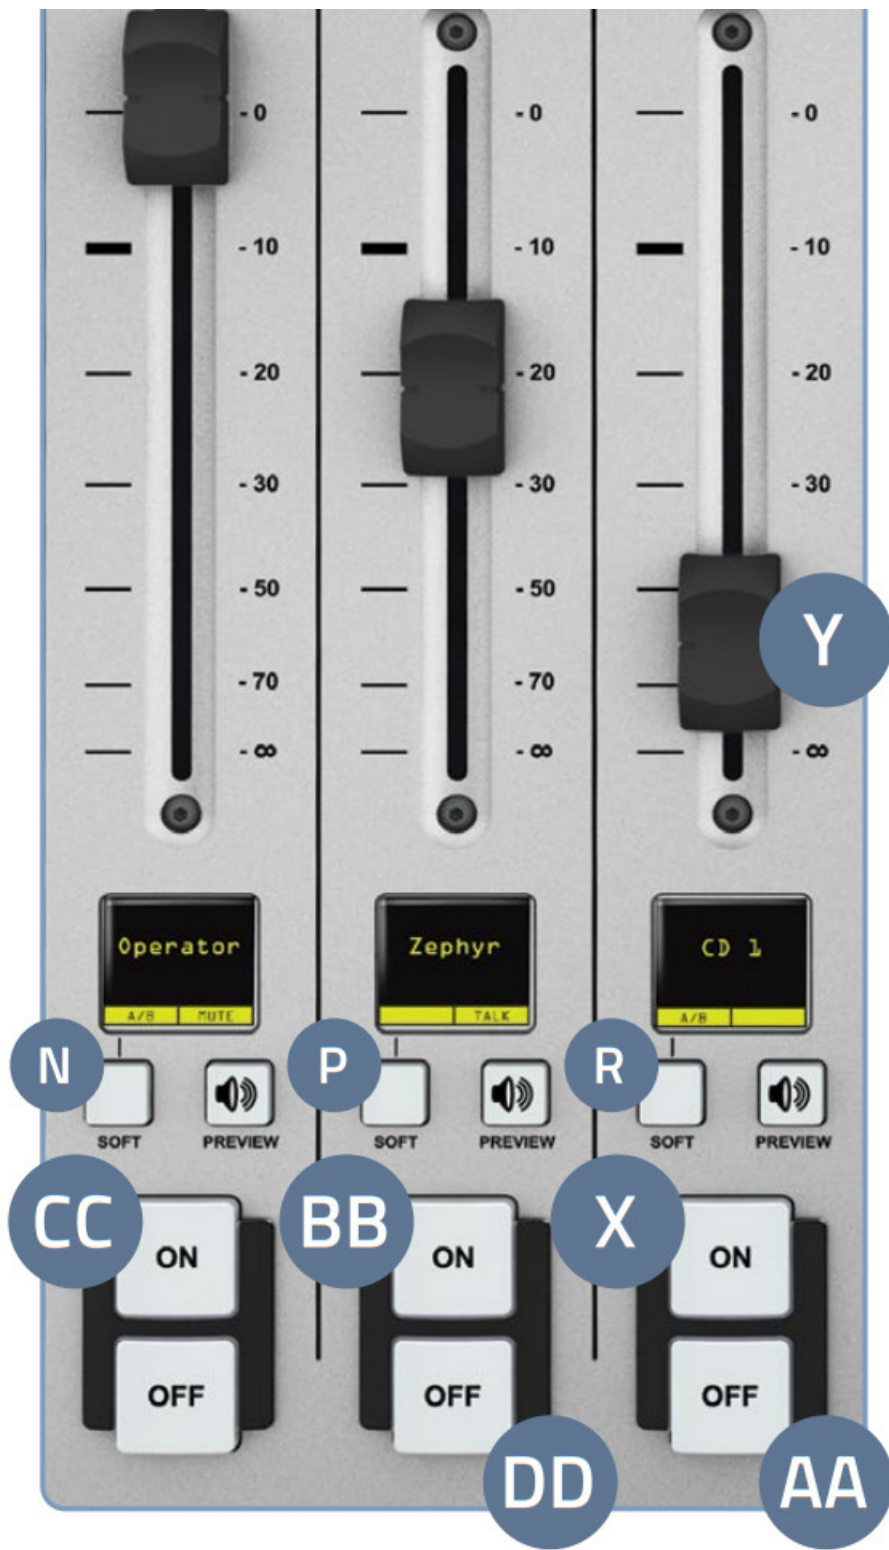 - 0 - 0 - 0
- 10 - 10 - 10
- 20 - 20 - 20
- 30 - 30 - 30
- 50 - 50
Y
- 70 - 70
- ∞ - ∞ - ∞
Operator Zephyr CD 1
A/B MUTE TALK A/B
N P R
SOFT PREVIEW SOFT PREVIEW SOFT PREVIEW
CC BB X
ON ON ON
OFF OFF OFF
DD AA